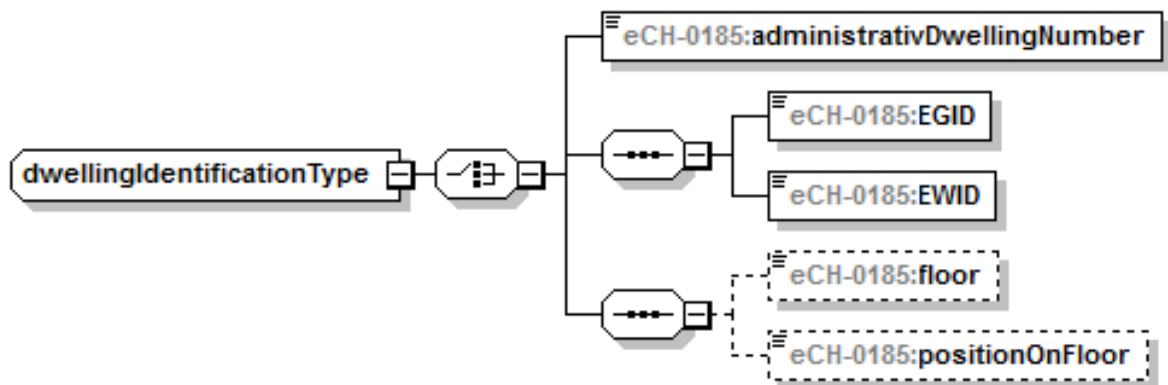 eCH-0185:administrativDwellingNumber
eCH-0185:EGID
dwellingIdentificationType
eCH-0185:EWID
eCH-0185:floor
eCH-0185:positionOnFloor